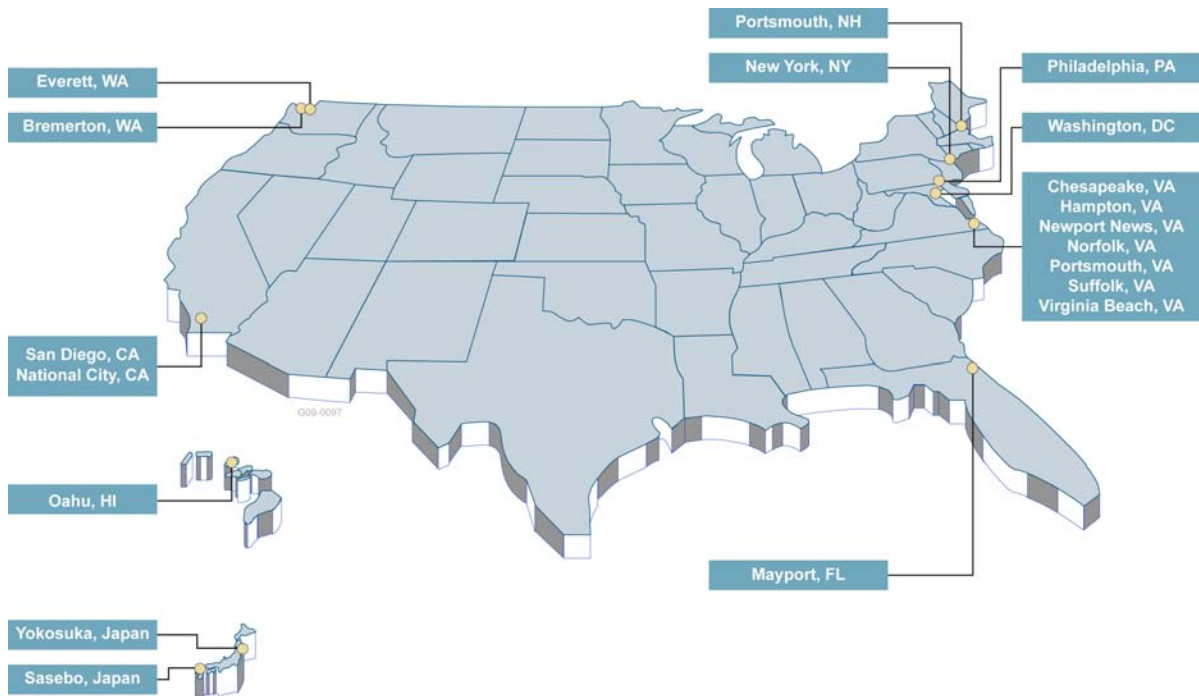 Portsmouth, NH
New York, NY
Philadelphia, PA
Everett, WA
Bremerton, WA
Washington, DC
Chesapeake, VA
Hampton, VA
Newport News, VA
Norfolk, VA
Portsmouth, VA
Suffolk, VA
Virginia Beach, VA
San Diego, CA
National City, CA
G09-0097
Oahu, HI
Mayport, FL
Yokosuka, Japan
Sasebo, Japan